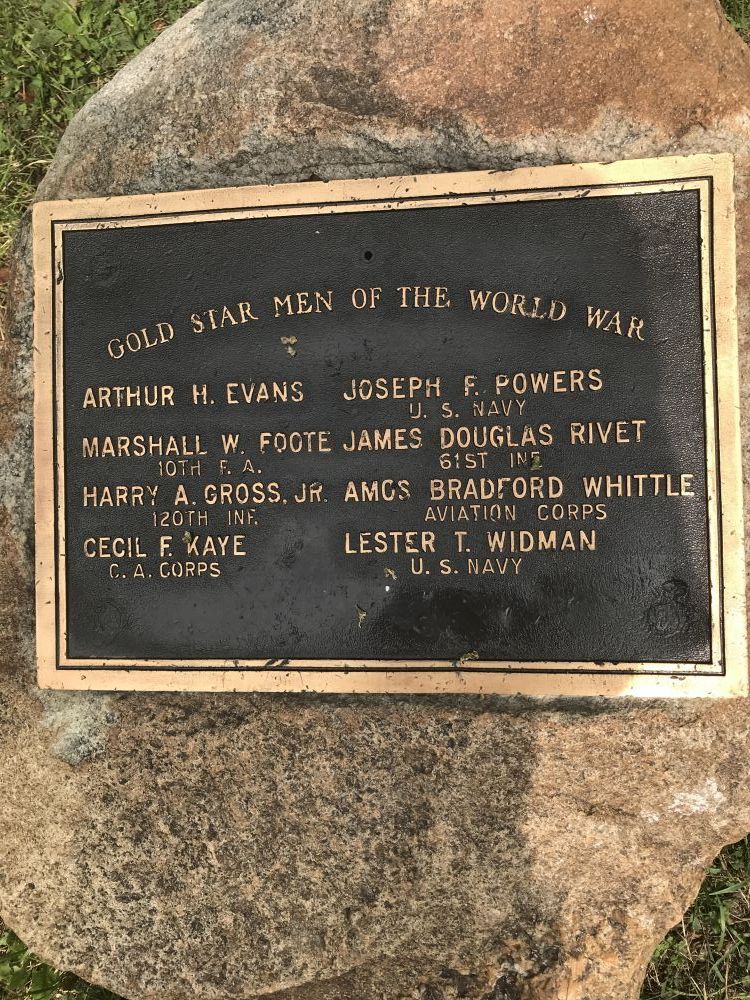 GOLD STAR MEN OF THE WORLD WAR
ARTHUR H. EVANS
MARSHALL W. FOOTE
10TH F. A.
HARRY A. GROSS, JR.
120TH INF.
CECIL F. KAYE
C. A. CORPS
JOSEPH F. POWERS
U. S. NAVY
JAMES DOUGLAS RIVET
61ST INF.
AMOS BRADFORD WHITTLE
AVIATION CORPS
LESTER T. WIDMAN
U. S. NAVY